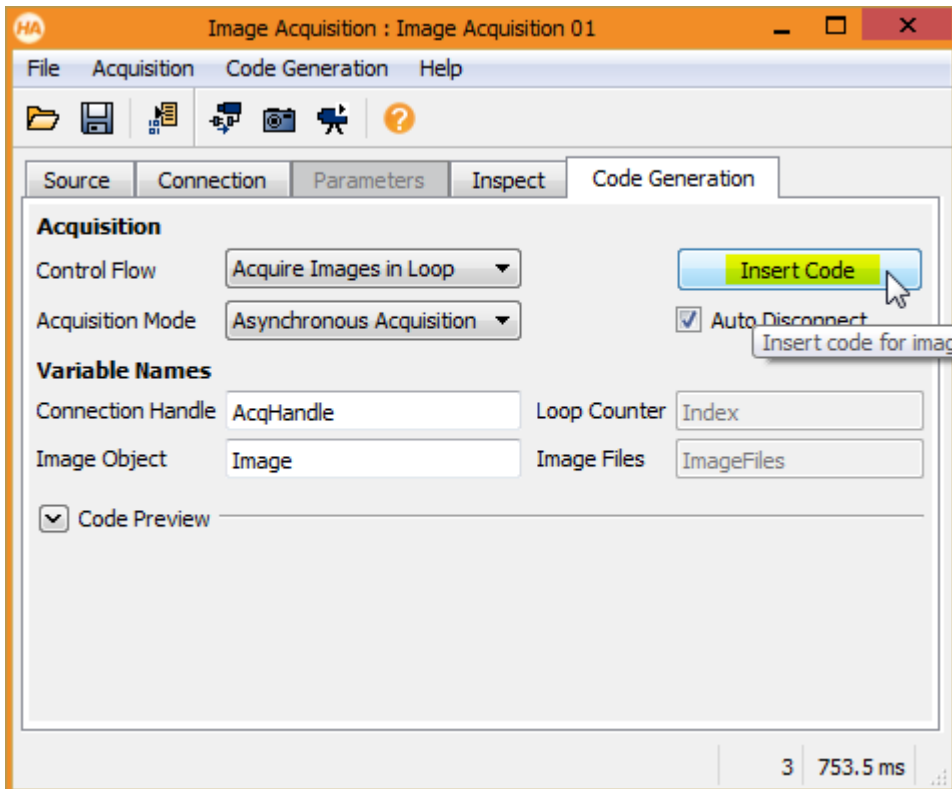 HA Image Acquisition : Image Acquisition 01
File Acquisition Code Generation Help
?
Source Connection Parameters Inspect Code Generation
Acquisition
Control Flow Acquire Images in Loop Insert Code
Acquisition Mode Asynchronous Acquisition Auto Disconnect
Insert code for imag
Variable Names
Connection Handle AcqHandle Loop Counter Index
Image Object Image Image Files ImageFiles
Code Preview
3 753.5 ms